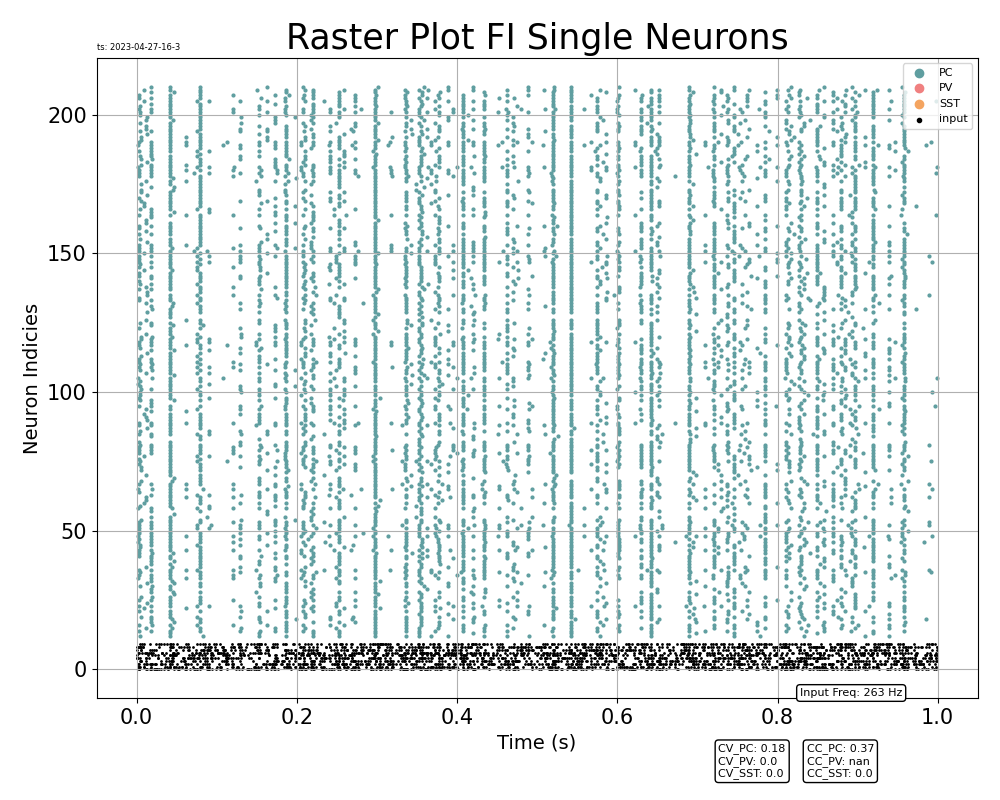 Raster Plot FI Single Neurons
ts: 2023-04-27-16-3
PC
PV
SST
input
200
150
100
50
0
Neuron Indicies
0.0 0.2 0.4 0.6 0.8 1.0
Time (s)
Input Freq: 263 Hz
CV_PC: 0.18
CV_PV: 0.0
CV_SST: 0.0
CC_PC: 0.37
CC_PV: nan
CC_SST: 0.0